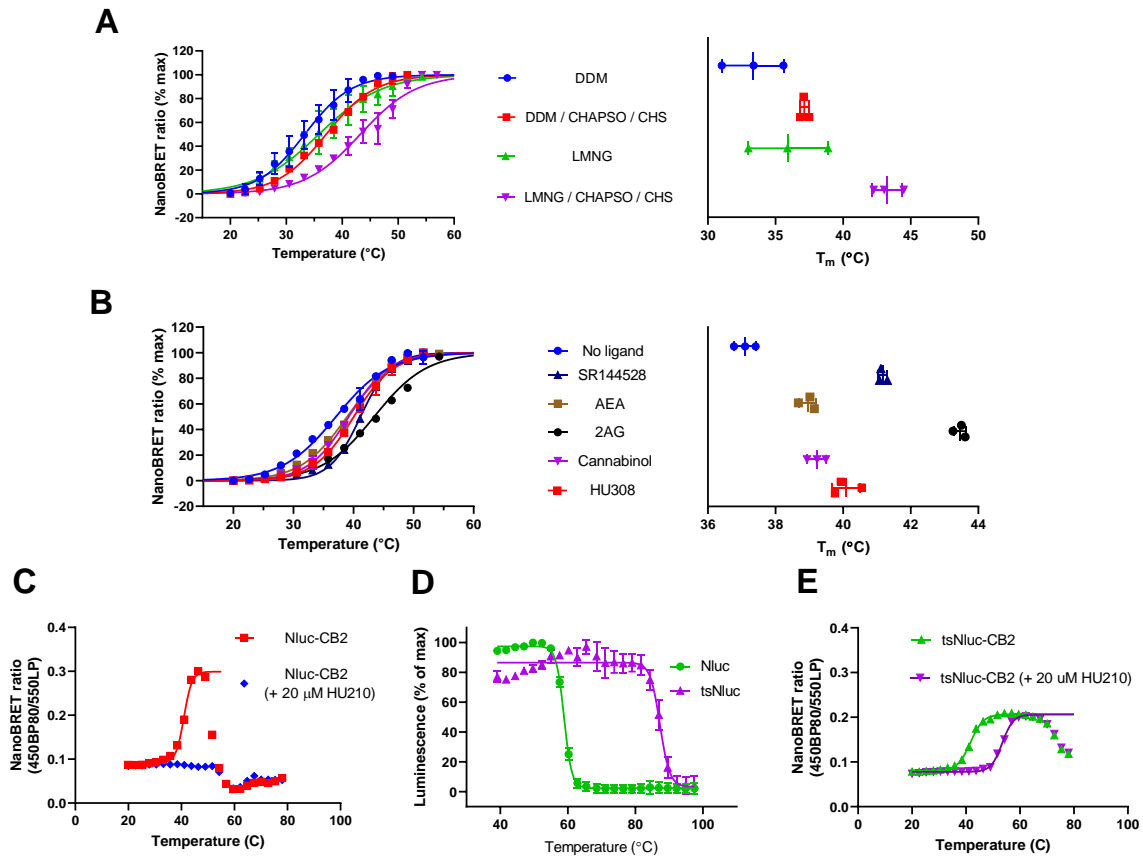 A
NanoBRET ratio (% max)
120
100
80
60
40
20
0
-20
20
30
40
50
60
Temperature (°C)
DDM
DDM / CHAPSO / CHS
LMNG
LMNG / CHAPSO / CHS
30
35
40
45
50
Tm (°C)
B
NanoBRET ratio (% max)
120
100
80
60
40
20
0
-20
20
30
40
50
60
Temperature (°C)
No ligand
SR144528
AEA
2AG
Cannabinol
HU308
36
38
40
42
44
Tm (°C)
C
NanoBRET ratio
(450BP80/550LP)
0.4
0.3
0.2
0.1
0.0
0
20
40
60
80
100
Temperature (C)
Nluc-CB2
Nluc-CB2
(+ 20 μM HU210)
D
Luminescence (% of max)
100
80
60
40
20
0
40
60
80
100
Temperature (°C)
Nluc
tsNluc
E
NanoBRET ratio
(450BP80/550LP)
0.4
0.3
0.2
0.1
0.0
0
20
40
60
80
100
Temperature (C)
tsNluc-CB2
tsNluc-CB2 (+ 20 uM HU210)